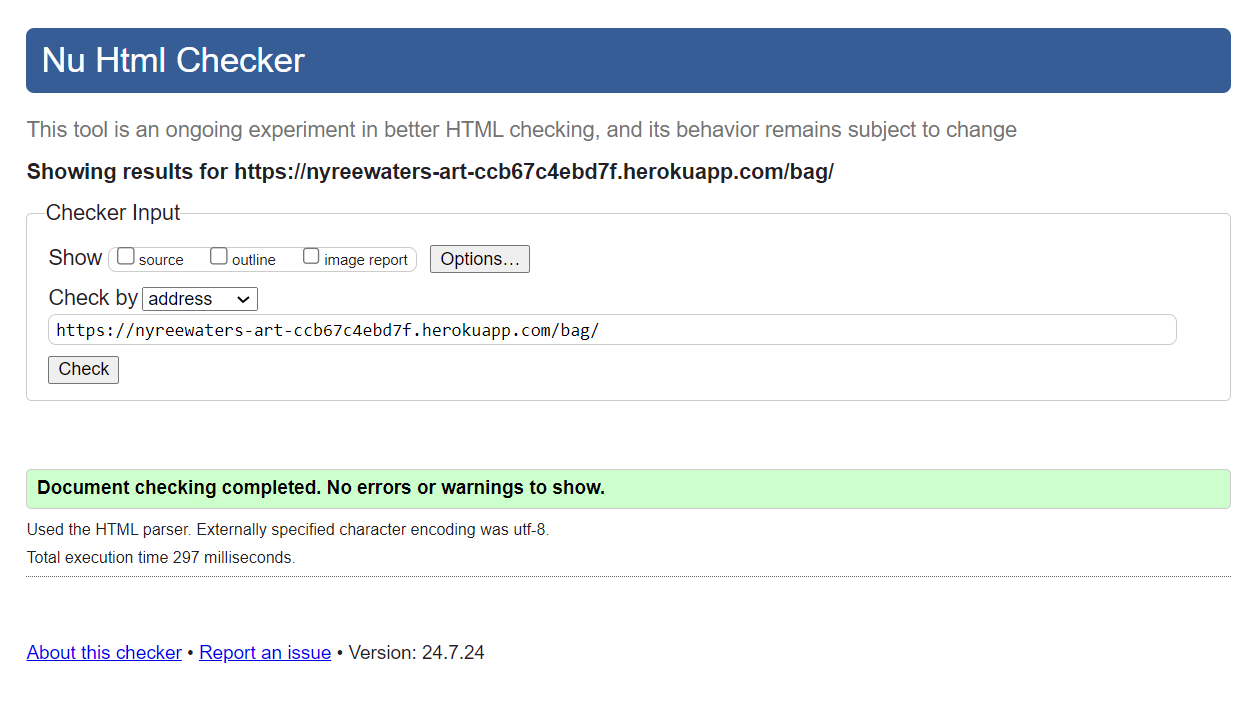 Nu Html Checker
This tool is an ongoing experiment in better HTML checking, and its behavior remains subject to change
Showing results for https://nyreewaters-art-ccb67c4ebd7f.herokuapp.com/bag/
Checker Input
Show source outline image report Options…
Check by address
https://nyreewaters-art-ccb67c4ebd7f.herokuapp.com/bag/
Check
Document checking completed. No errors or warnings to show.
Used the HTML parser. Externally specified character encoding was utf-8.
Total execution time 297 milliseconds.
About this checker • Report an issue • Version: 24.7.24